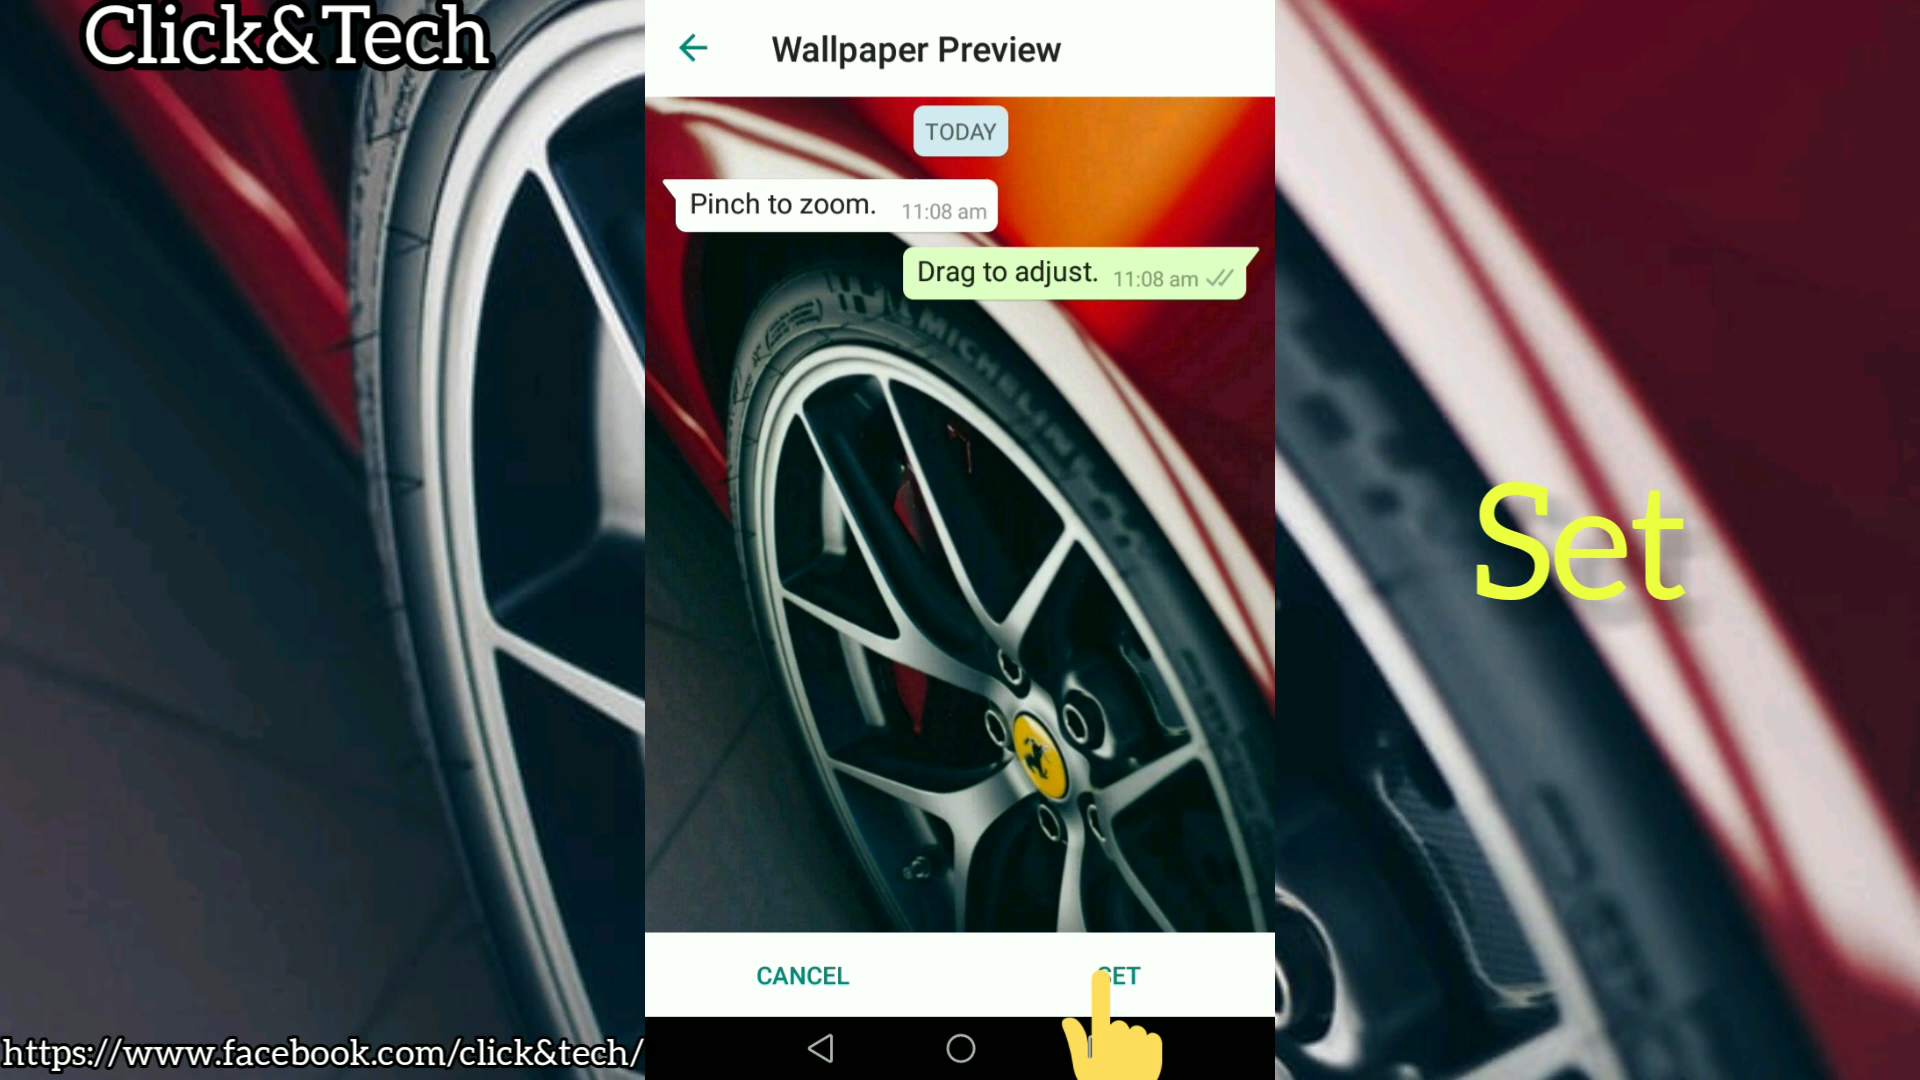 Click&Tech
Wallpaper Preview
TODAY
Pinch to zoom. 11:08 am
Drag to adjust. 11:08 am
MICHELIN
Set
CANCEL SET
https://www.facebook.com/click&tech/